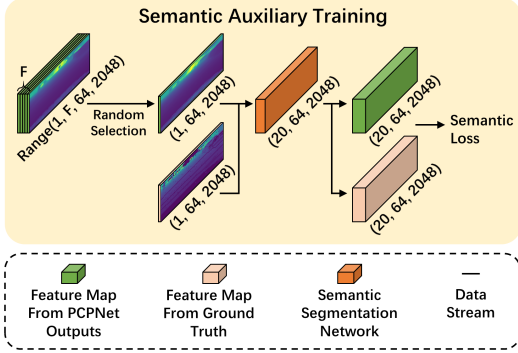 Semantic Auxiliary Training
F
Range(1, F, 64, 2048)
Random
Selection
(1, 64, 2048)
(1, 64, 2048)
(20, 64, 2048)
(20, 64, 2048)
(20, 64, 2048)
Semantic
Loss
Feature Map
From PCPNet
Outputs
Feature Map
From Ground
Truth
Semantic
Segmentation
Network
Data
Stream